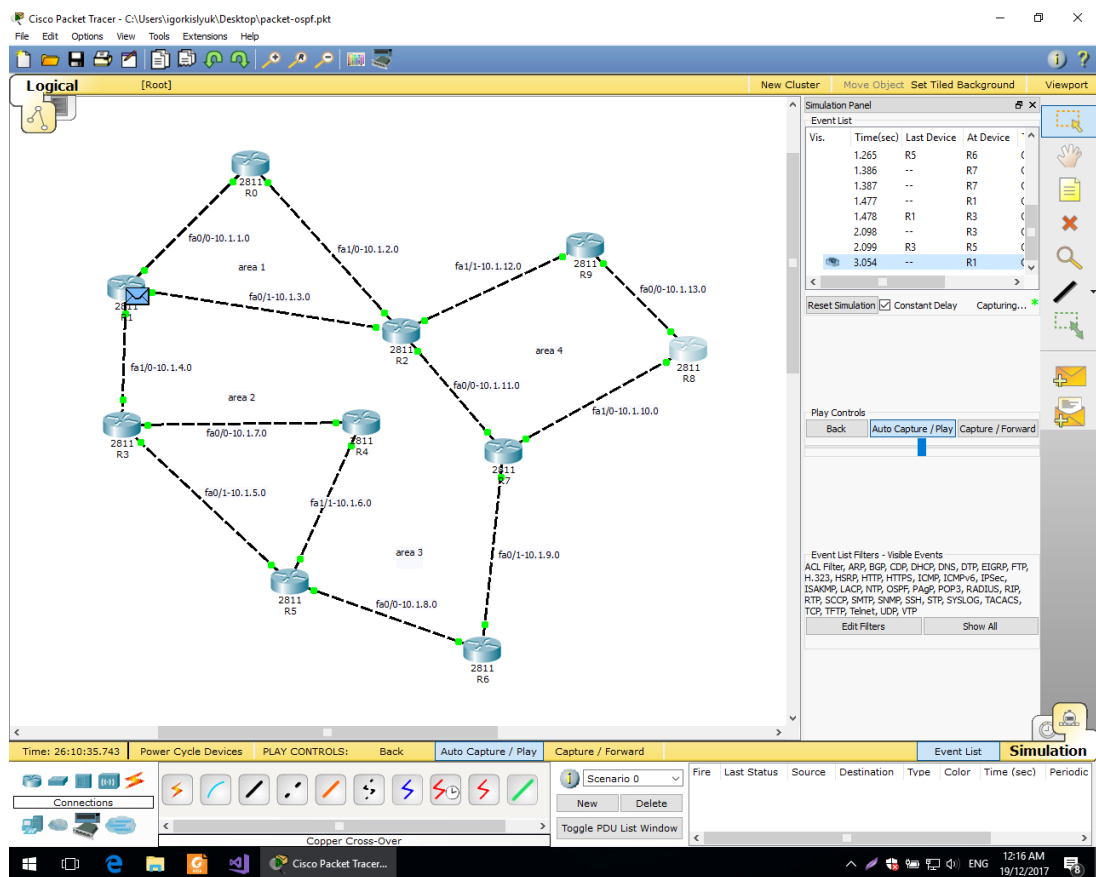 Cisco Packet Tracer - C:\Users\igorkislyuk\Desktop\packet-ospf.pkt
File Edit Options View Tools Extensions Help
Logical
[Root]
New Cluster Move Object Set Tiled Background Viewport
2811
R0
fa0/0-10.1.1.0
fa1/0-10.1.2.0
area 1
fa1/1-10.1.12.0
2811
R9
fa0/1-10.1.3.0
fa0/0-10.1.13.0
2811
R1
2811
R2
area 4
2811
R8
fa1/0-10.1.4.0
fa0/0-10.1.11.0
area 2
fa1/0-10.1.10.0
2811
R3
fa0/0-10.1.7.0
2811
R4
2811
R7
fa0/1-10.1.5.0
fa1/1-10.1.6.0
area 3
fa0/1-10.1.9.0
2811
R5
fa0/0-10.1.8.0
2811
R6
Simulation Panel
Event List
Vis. Time(sec) Last Device At Device
1.265 R5 R6
1.386 -- R7
1.387 -- R7
1.477 -- R1
1.478 R1 R3
2.098 -- R3
2.099 R3 R5
3.054 -- R1
Reset Simulation Constant Delay Capturing... *
Play Controls
Back Auto Capture / Play Capture / Forward
Event List Filters - Visible Events
ACL Filter, ARP, BGP, CDP, DHCP, DNS, DTP, EIGRP, FTP,
H.323, HSRP, HTTP, HTTPS, ICMP, ICMPv6, IPSec,
ISAKMP, LACP, NTP, OSPF, PAgP, POP3, RADIUS, RIP,
RTP, SCCP, SMTP, SNMP, SSH, STP, SYSLOG, TACACS,
TCP, TFTP, Telnet, UDP, VTP
Edit Filters Show All
Time: 26:10:35.743 Power Cycle Devices PLAY CONTROLS: Back Auto Capture / Play Capture / Forward Event List Simulation
Connections
Copper Cross-Over
Scenario 0
New Delete
Toggle PDU List Window
Fire Last Status Source Destination Type Color Time (sec) Periodic
Cisco Packet Tracer...
ENG
12:16 AM
19/12/2017
8